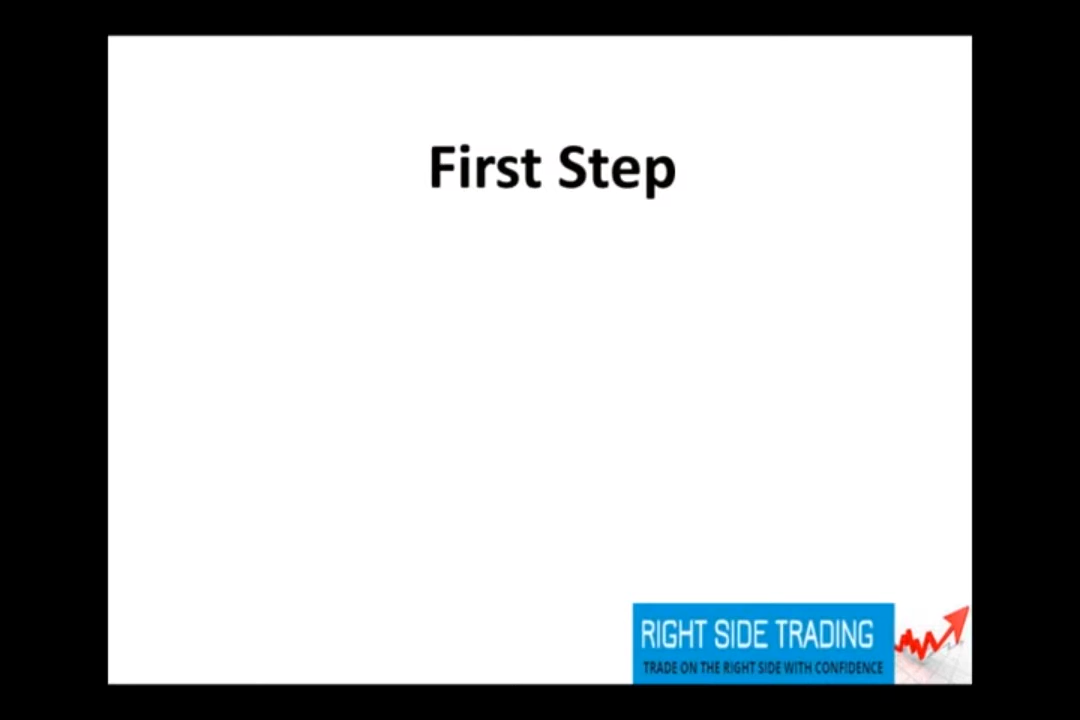 First Step
RIGHT SIDE TRADING
TRADE ON THE RIGHT SIDE WITH CONFIDENCE